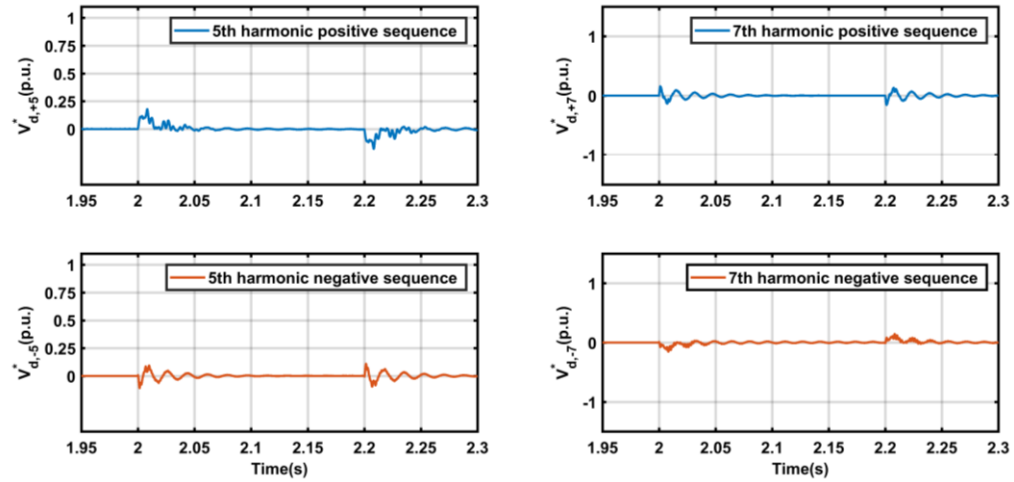 1
0.75
0.5
0.25
0
V*d,+5(p.u.)
5th harmonic positive sequence
1.95 2 2.05 2.1 2.15 2.2 2.25 2.3
1
0
-1
V*d,+7(p.u.)
7th harmonic positive sequence
1.95 2 2.05 2.1 2.15 2.2 2.25 2.3
1
0.75
0.5
0.25
0
V*d,-5(p.u.)
5th harmonic negative sequence
1.95 2 2.05 2.1 2.15 2.2 2.25 2.3
Time(s)
1
0
-1
V*d,-7(p.u.)
7th harmonic negative sequence
1.95 2 2.05 2.1 2.15 2.2 2.25 2.3
Time(s)